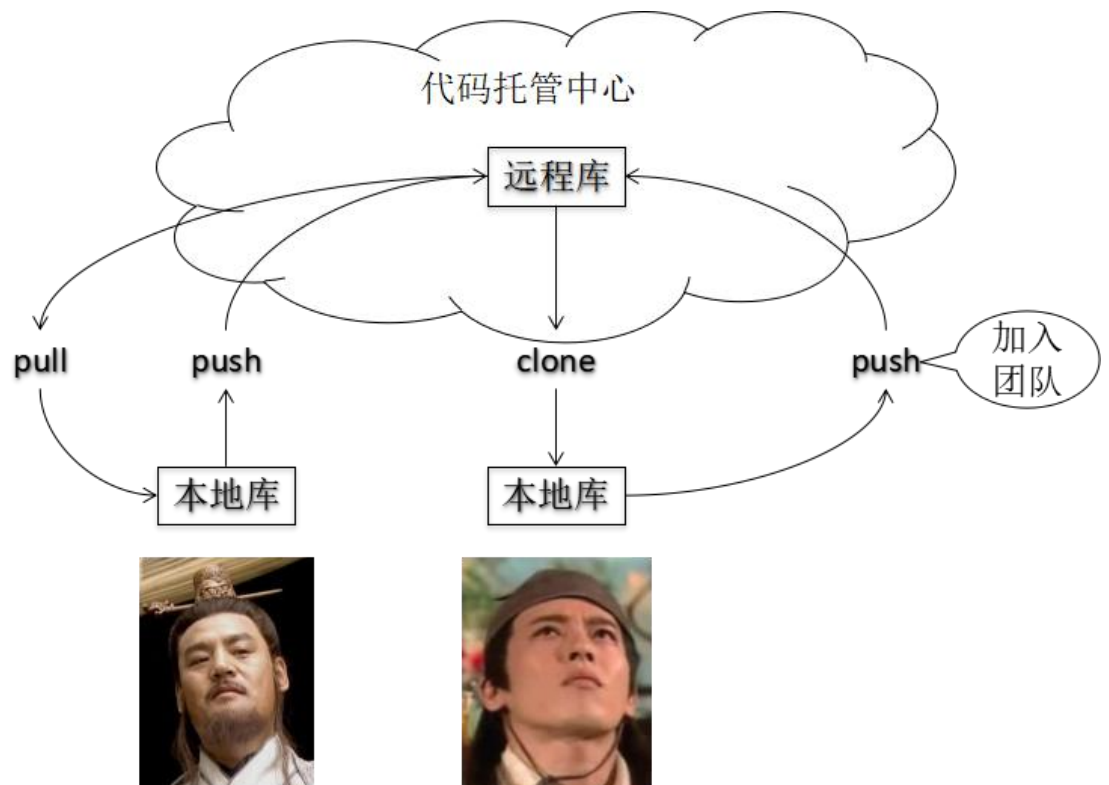 代码托管中心
远程库
pull
push
clone
push
加入
团队
本地库
本地库